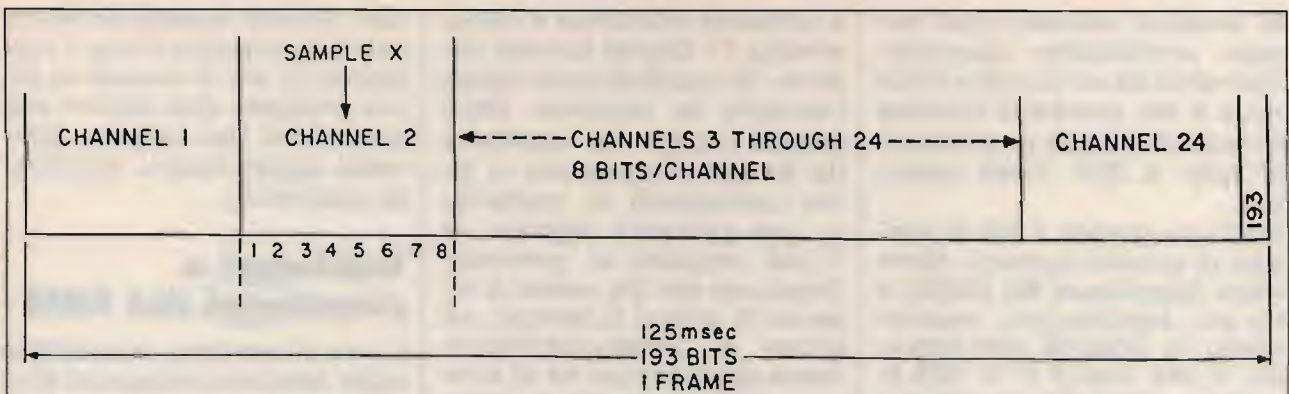 SAMPLE X
CHANNEL 1
CHANNEL 2
CHANNELS 3 THROUGH 24
8 BITS/CHANNEL
CHANNEL 24
193
1 2 3 4 5 6 7 8
125msec
193 BITS
1 FRAME